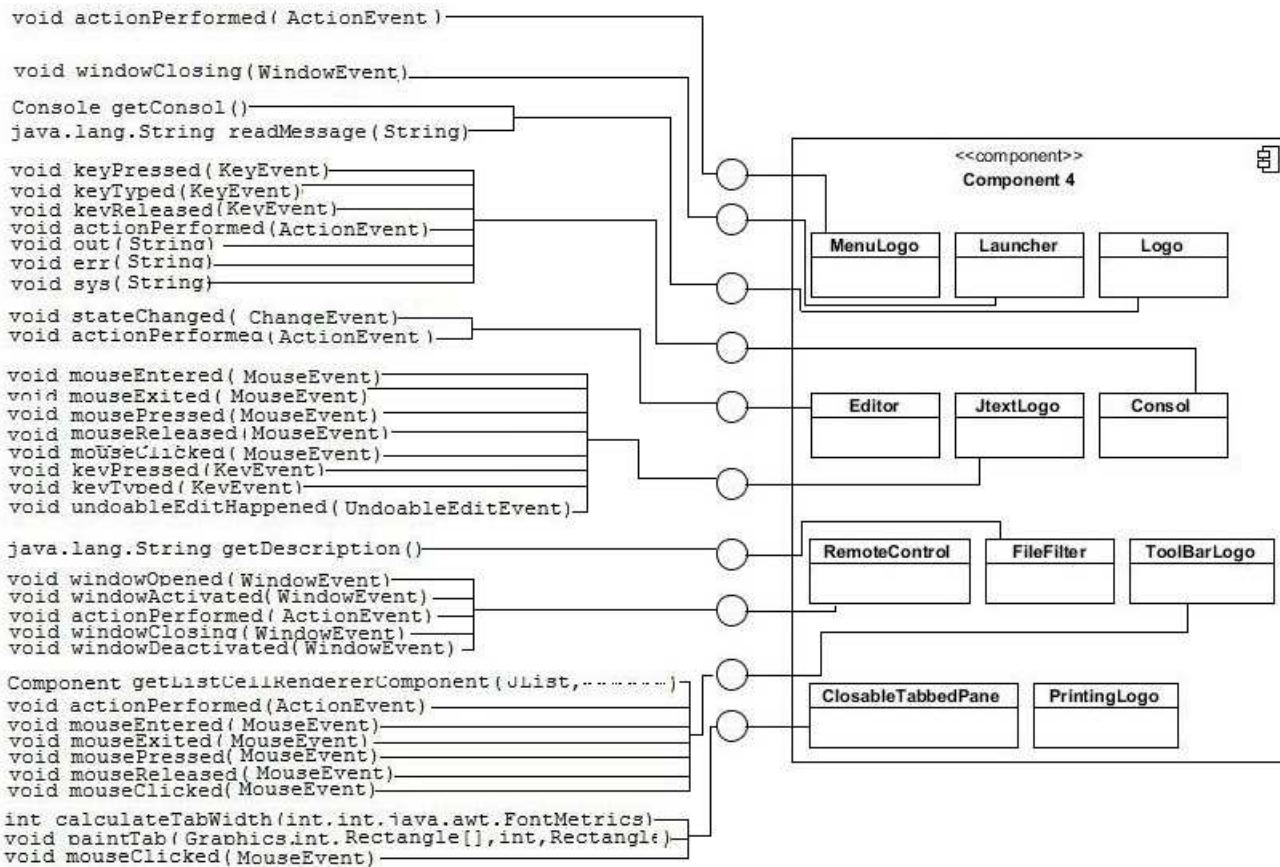 void actionPerformed( ActionEvent )
void windowClosing(WindowEvent)
Console getConsol()
java.lang.String readMessage(String)
void keyPressed(KeyEvent)
void keyTyped(KeyEvent)
void keyReleased(KeyEvent)
void actionPerformed(ActionEvent)
void out(String)
void err(String)
void sys(String)
void stateChanged( ChangeEvent)
void actionPerformed(ActionEvent)
void mouseEntered( MouseEvent)
void mouseExited( MouseEvent)
void mousePressed(MouseEvent)
void mouseReleased(MouseEvent)
void mouseClicked( MouseEvent)
void keyPressed(KeyEvent)
void keyTyped( KeyEvent)
void undoableEditHappened( UndoableEditEvent)
java.lang.String getDescription()
void windowOpened(WindowEvent)
void windowActivated(WindowEvent)
void actionPerformed( ActionEvent)
void windowClosing(WindowEvent)
void windowDeactivated(WindowEvent)
Component getListCellRendererComponent(JList,-------)
void actionPerformed(ActionEvent)
void mouseEntered( MouseEvent)
void mouseExited( MouseEvent)
void mousePressed( MouseEvent)
void mouseReleased( MouseEvent)
void mouseClicked( MouseEvent)
int calculateTabWidth(int.int.java.awt.FontMetrics)
void paintTab( Graphics.int. Rectangle[],int,Rectangle)
void mouseClicked(MouseEvent)
<<component>>
Component 4
MenuLogo
Launcher
Logo
Editor
JtextLogo
Consol
RemoteControl
FileFilter
ToolBarLogo
ClosableTabbedPane
PrintingLogo